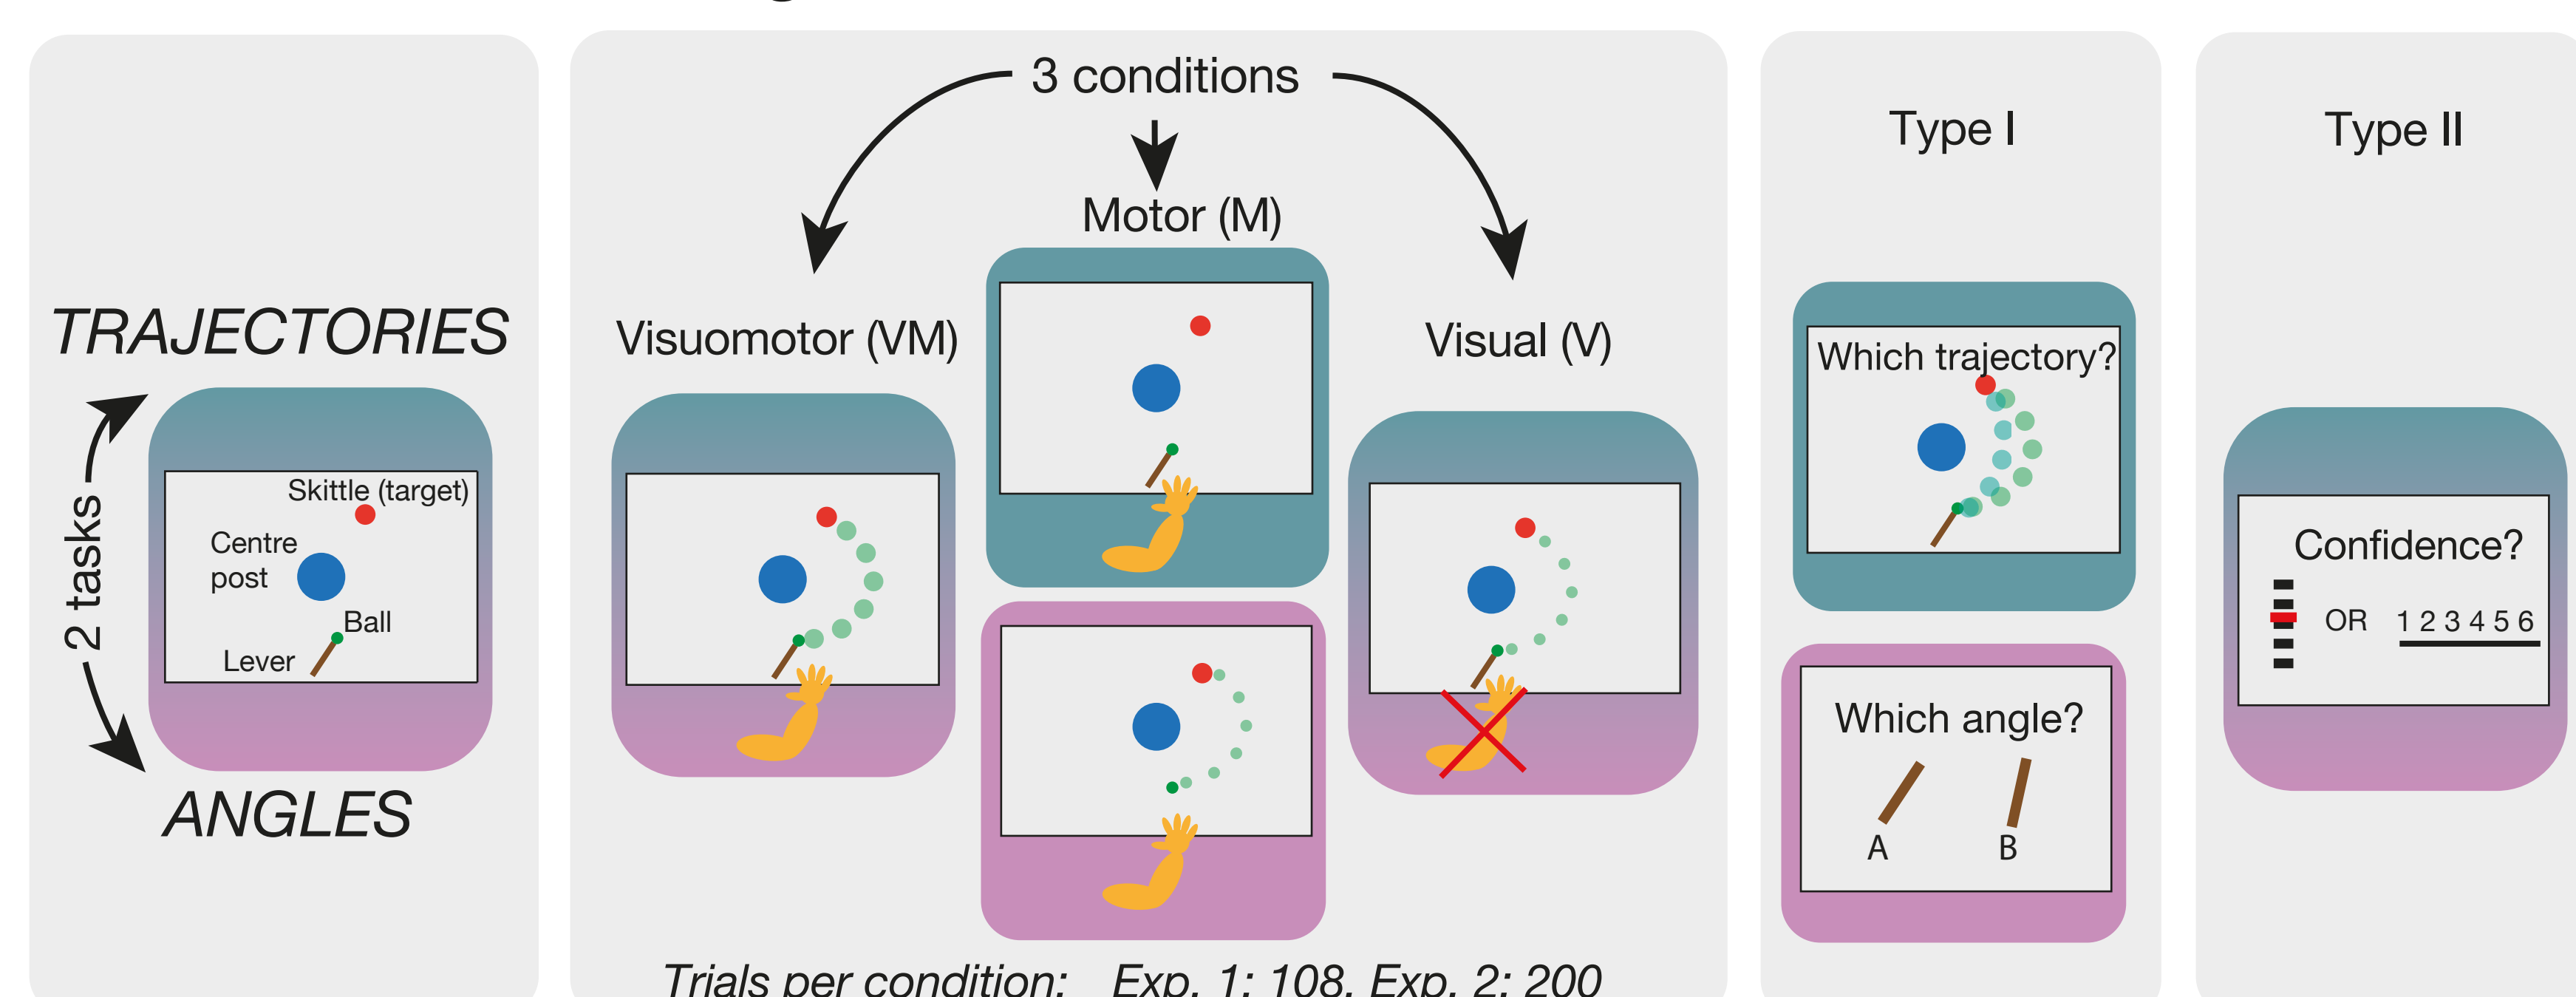 TRAJECTORIES
2 tasks
Skittle (target)
Centre
post
Ball
Lever
ANGLES
3 conditions
Motor (M)
Visuomotor (VM)
Visual (V)
Trials per condition: Exp. 1: 108, Exp. 2: 200
Type I
Which trajectory?
Which angle?
A B
Type II
Confidence?
OR 1 2 3 4 5 6